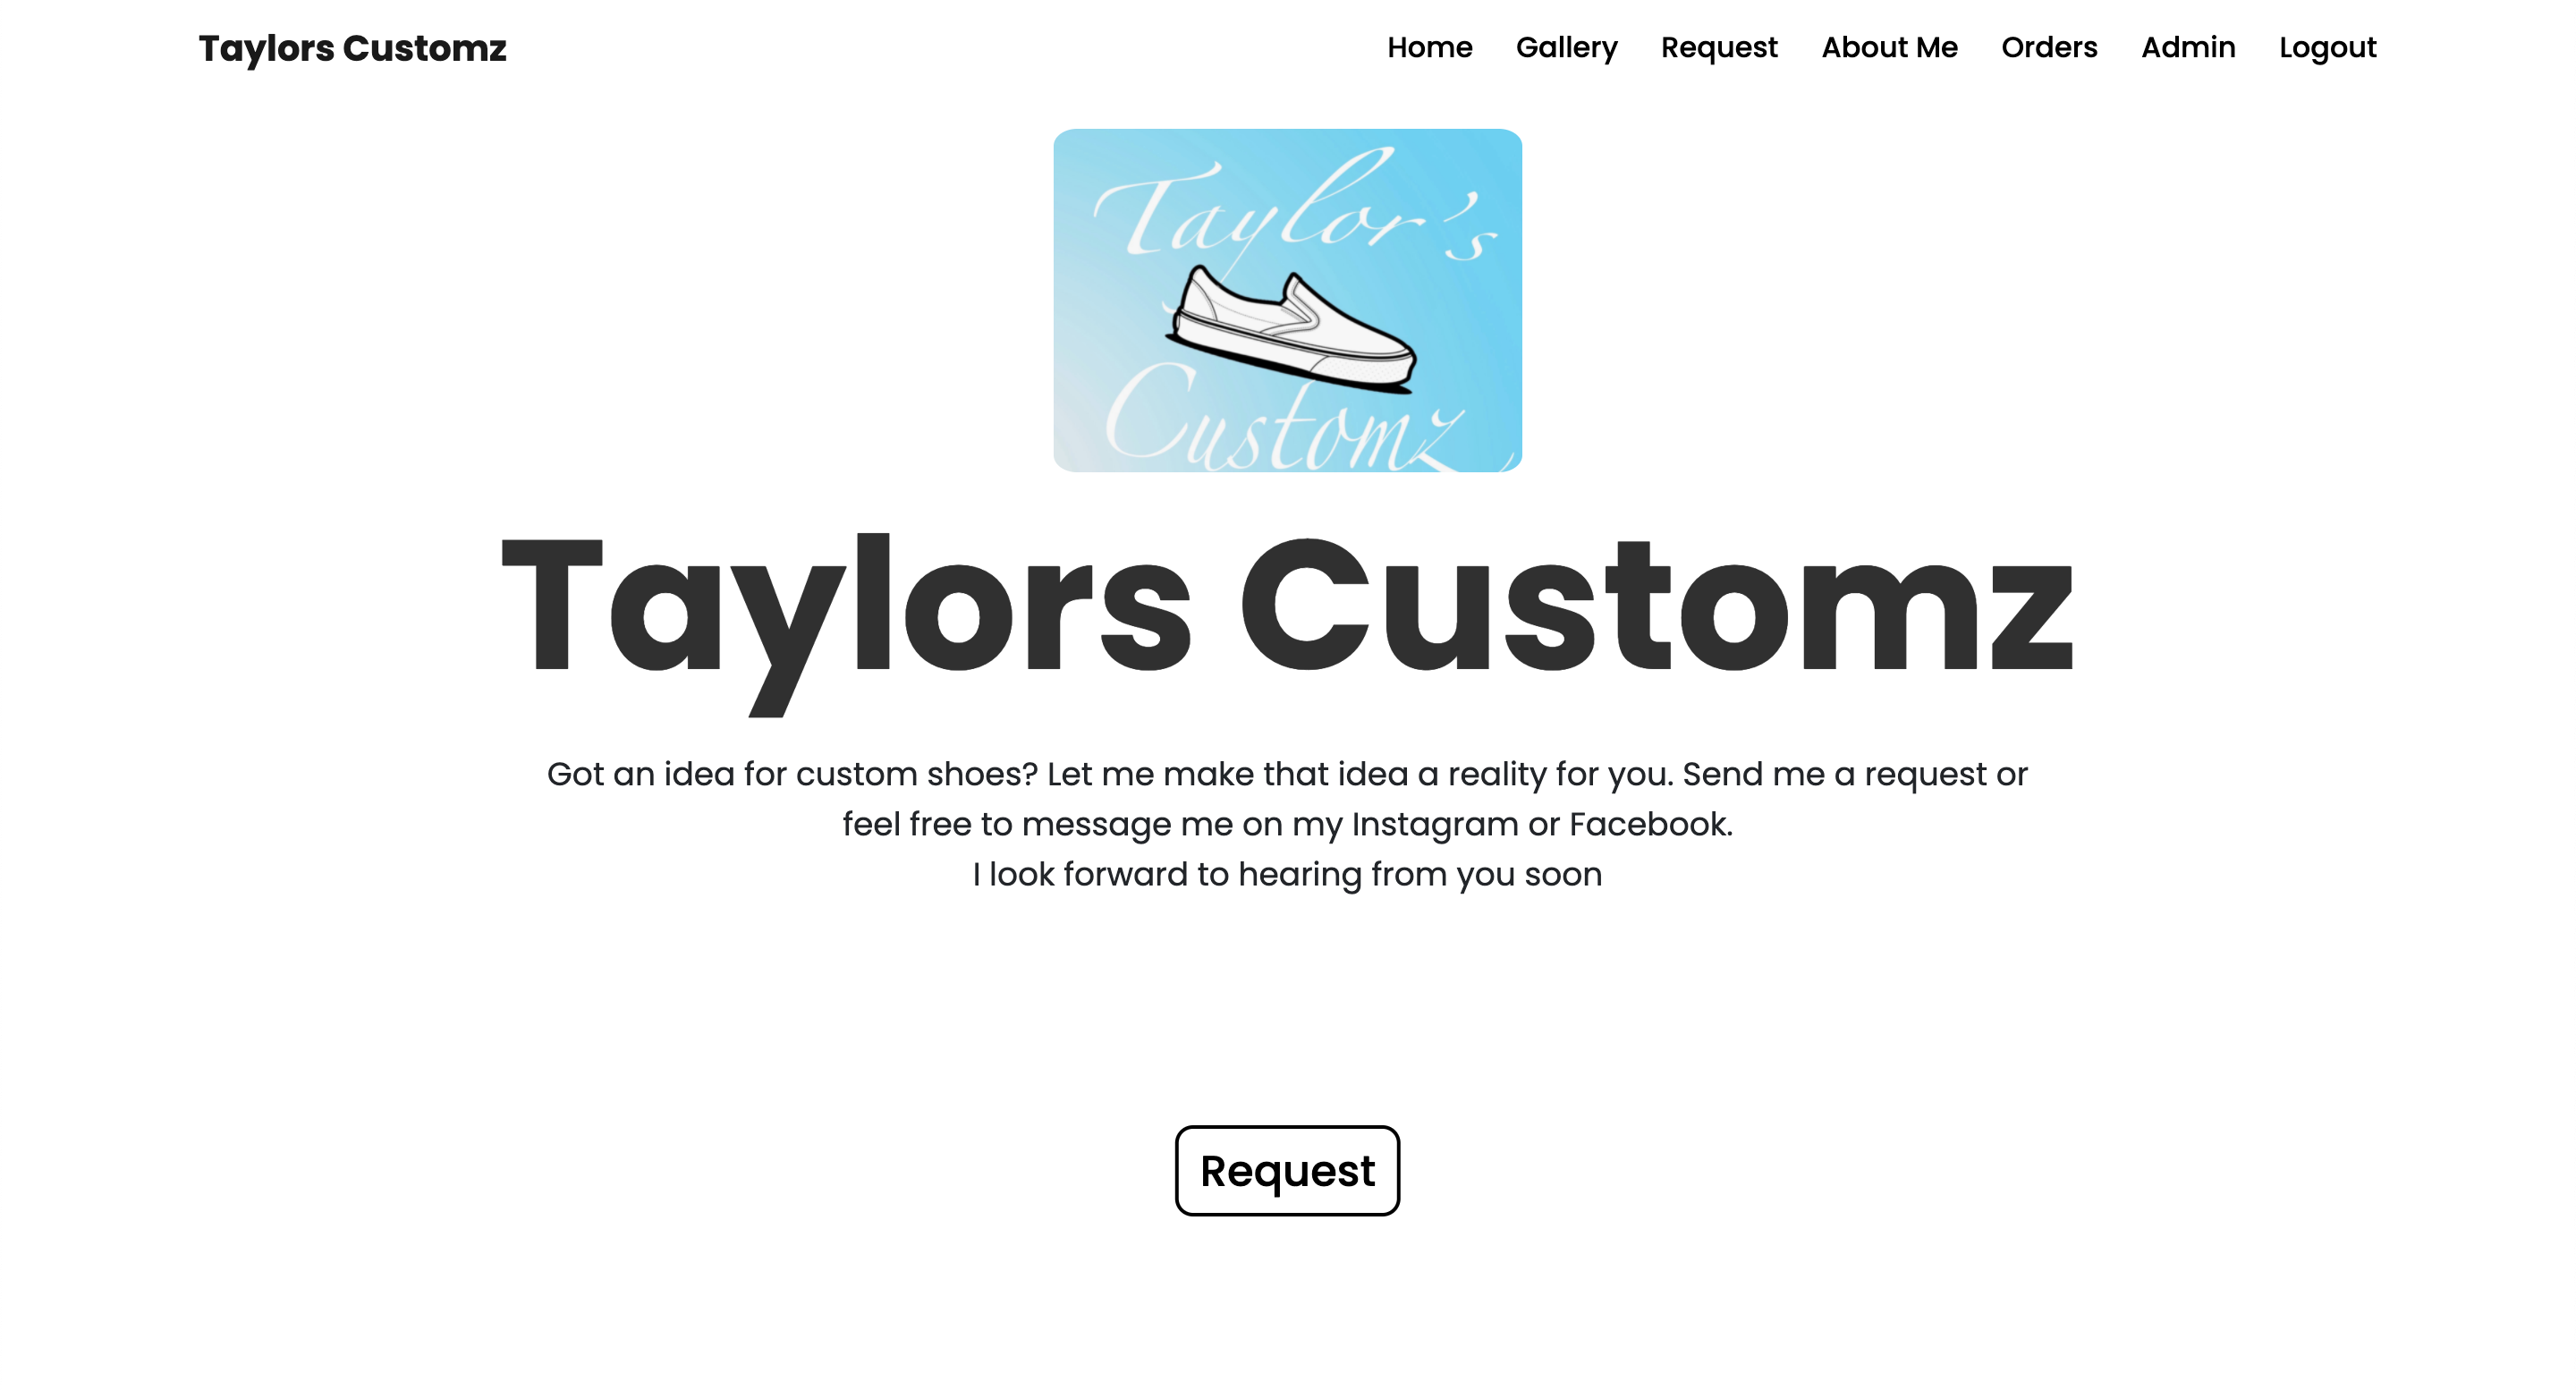 Taylors Customz
Home Gallery Request About Me Orders Admin Logout
Taylor's
Customz
Taylors Customz
Got an idea for custom shoes? Let me make that idea a reality for you. Send me a request or
feel free to message me on my Instagram or Facebook.
I look forward to hearing from you soon
Request